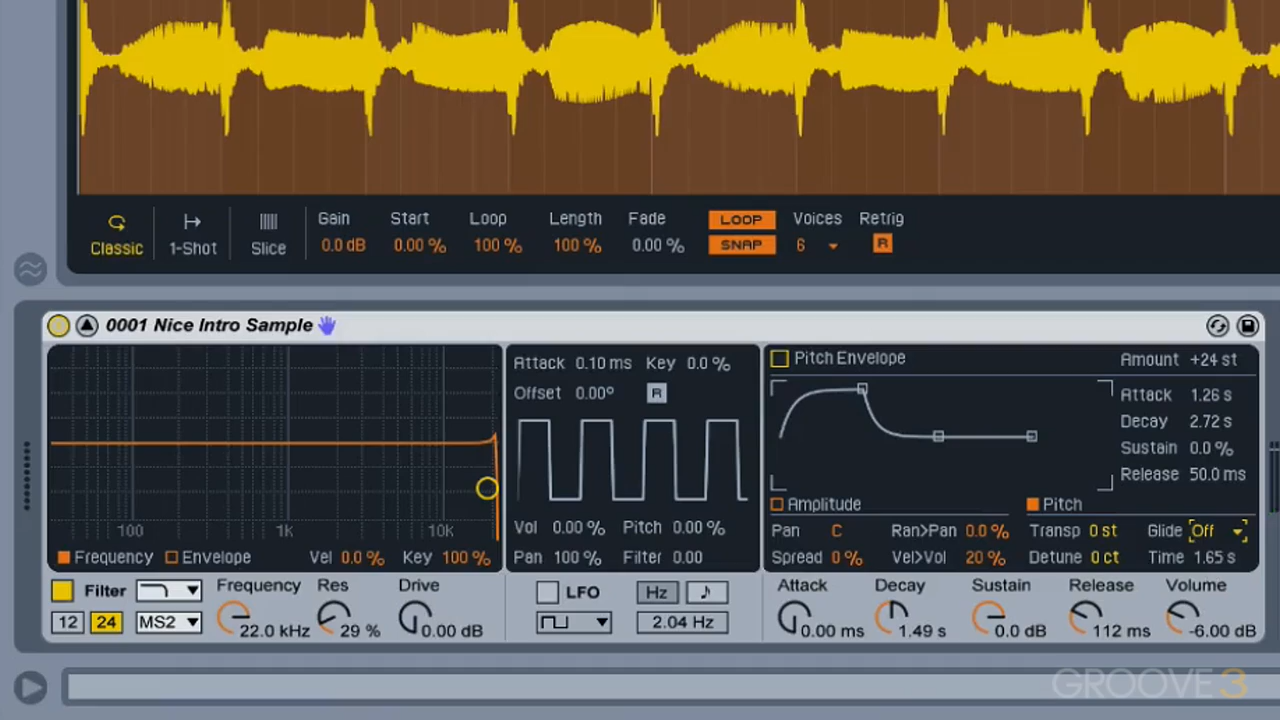 Classic 1-Shot Slice Gain 0.0 dB Start 0.00 % Loop 100 % Length 100 % Fade 0.00 % LOOP SNAP Voices 6 Retrig R
0001 Nice Intro Sample
100 1k 10k
Frequency Envelope Vel 0.0 % Key 100 %
Attack 0.10 ms Key 0.0 %
Offset 0.00° R
Vol 0.00 % Pitch 0.00 %
Pan 100 % Filter 0.00
Pitch Envelope Amount +24 st
Attack 1.26 s
Decay 2.72 s
Sustain 0.0 %
Release 50.0 ms
Amplitude Pitch
Pan C Ran>Pan 0.0 % Transp 0 st Glide Off
Spread 0 % Vel>Vol 20 % Detune 0 ct Time 1.65 s
Filter Frequency Res Drive
12 24 MS2 22.0 kHz 29 % 0.00 dB
LFO Hz ♪
2.04 Hz
Attack Decay Sustain Release Volume
0.00 ms 1.49 s 0.0 dB 112 ms -6.00 dB
GROOVE 3